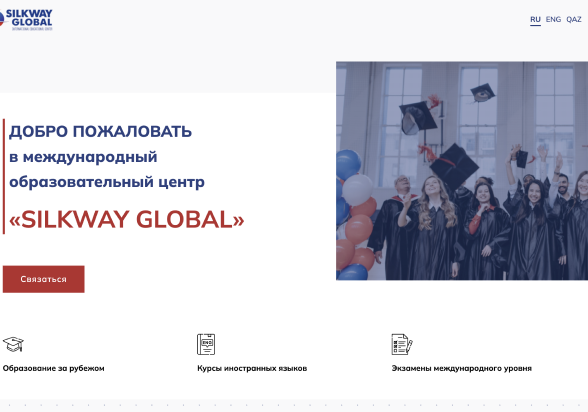 SILKWAY
GLOBAL
RU ENG QAZ
ДОБРО ПОЖАЛОВАТЬ
в международный
образовательный центр
«SILKWAY GLOBAL»
Связаться
ENG
Образование за рубежом
Курсы иностранных языков
Экзамены международного уровня